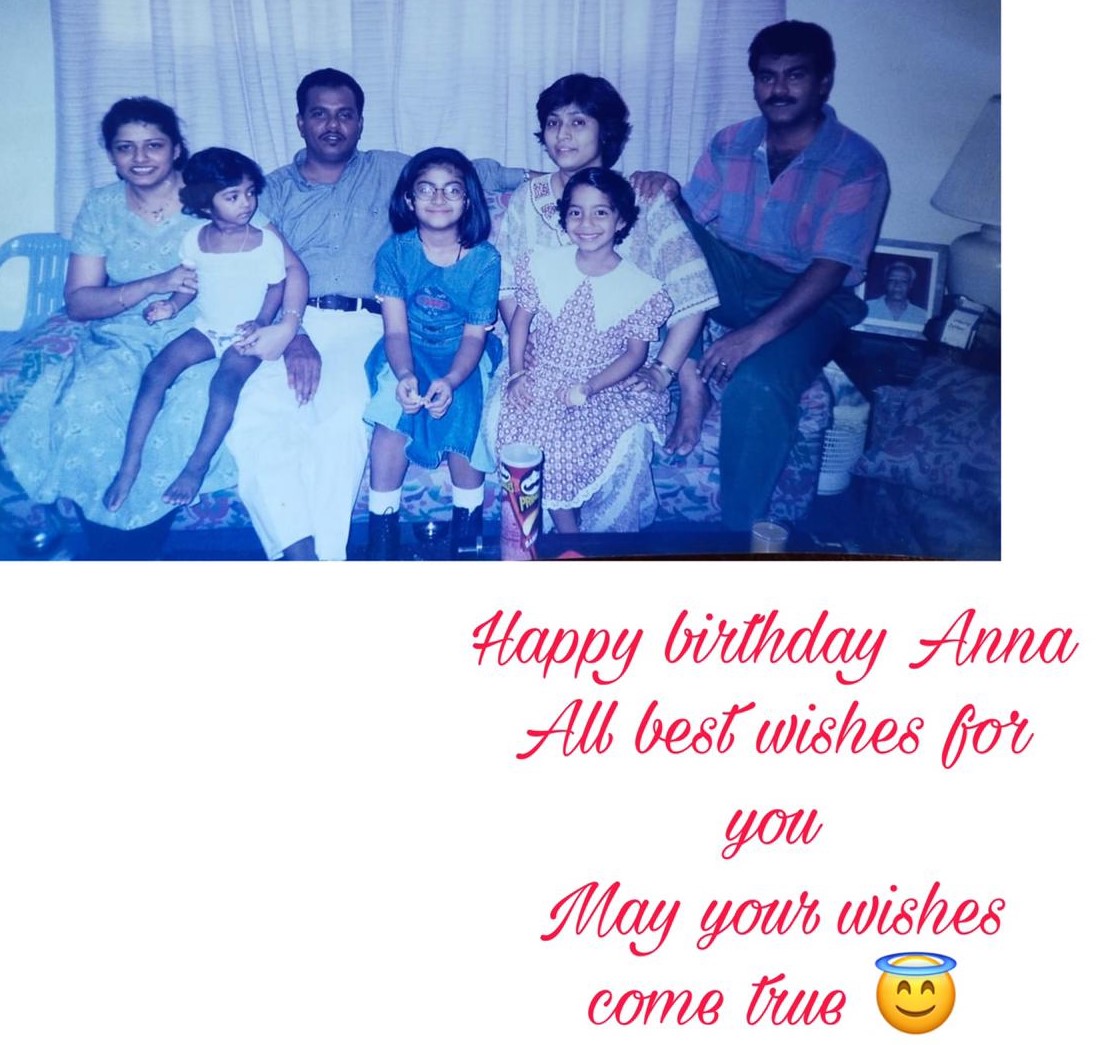 Happy birthday Anna
All best wishes for
you
May your wishes
come true 😇